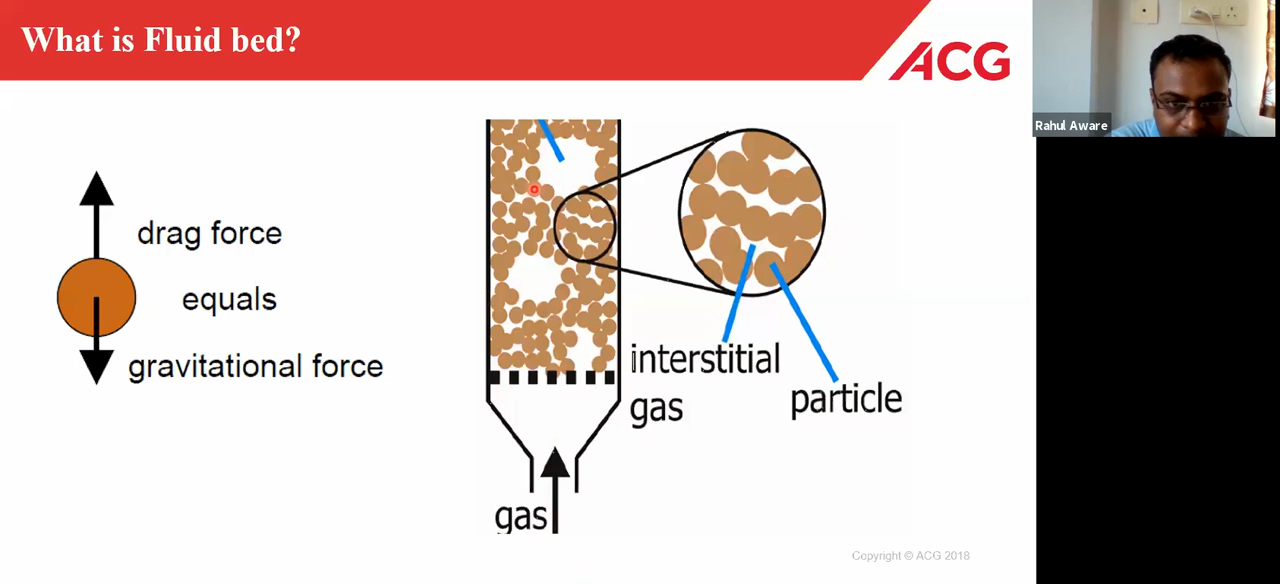 What is Fluid bed?
ACG
Rahul Aware
drag force
equals
gravitational force
interstitial
gas
particle
gas
Copyright © ACG 2018